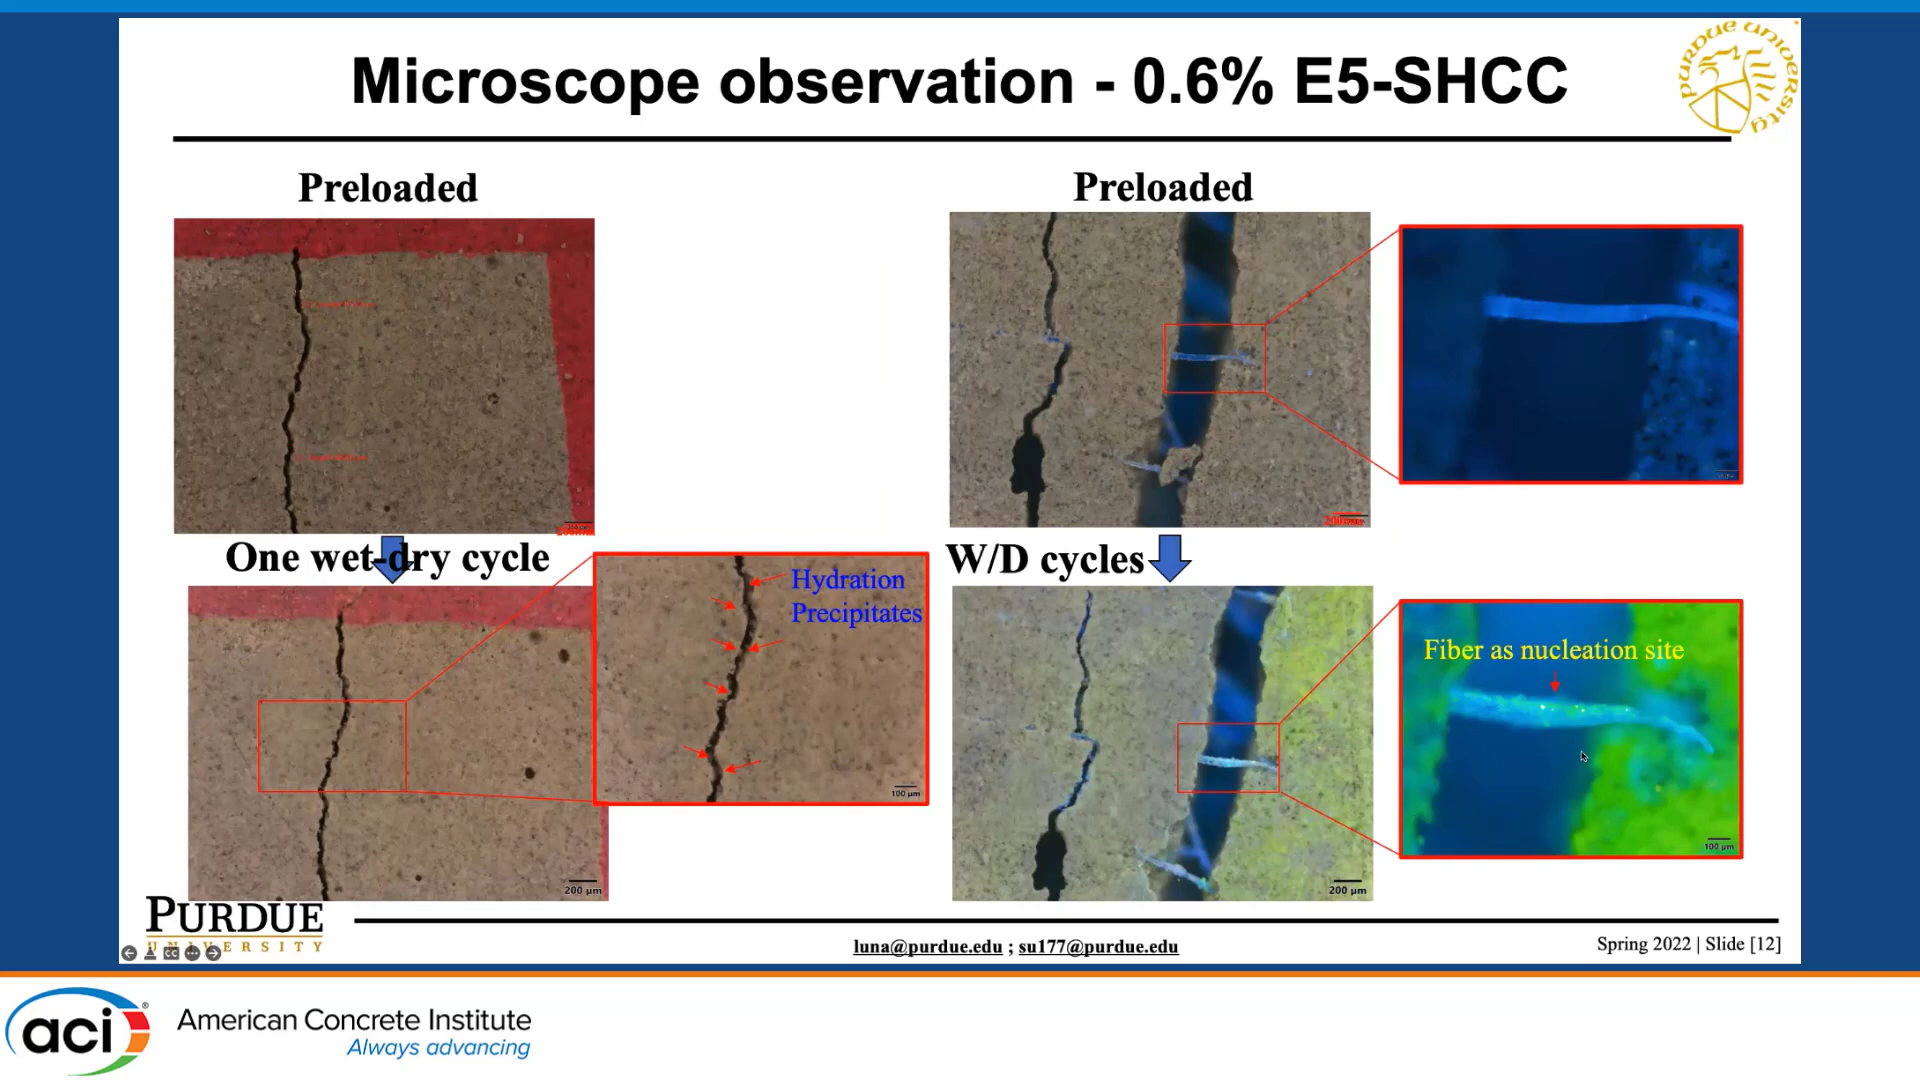 Microscope observation - 0.6% E5-SHCC
PURDUE UNIVERSITY
Preloaded
Preloaded
One wet-dry cycle
W/D cycles
Hydration
Precipitates
100 µm
Fiber as nucleation site
100 µm
200 µm
200 µm
PURDUE
UNIVERSITY
luna@purdue.edu ; su177@purdue.edu
Spring 2022 | Slide [12]
aci
American Concrete Institute
Always advancing